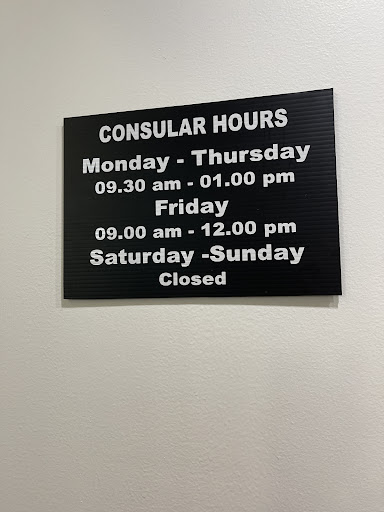 CONSULAR HOURS
Monday - Thursday
09.30 am - 01.00 pm
Friday
09.00 am - 12.00 pm
Saturday -Sunday
Closed